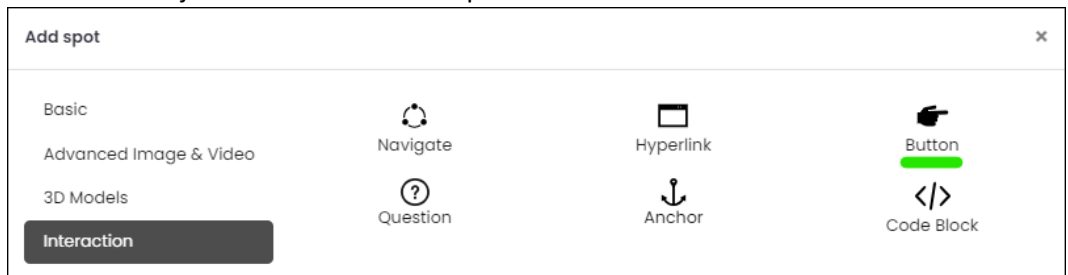 Add spot
×
Basic
Advanced Image & Video
3D Models
Interaction
Navigate
Hyperlink
Button
Question
Anchor
Code Block